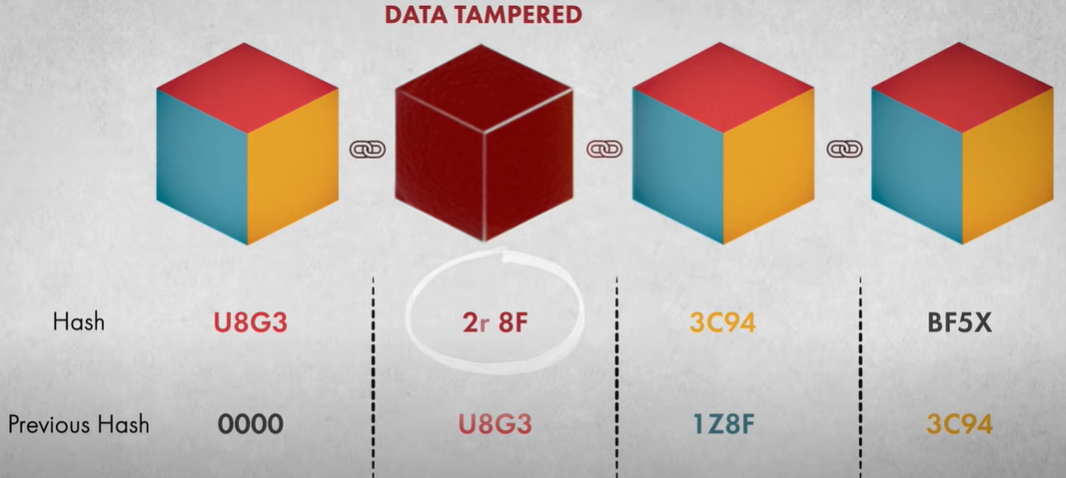 DATA TAMPERED
Hash U8G3 2r 8F 3C94 BF5X
Previous Hash 0000 U8G3 1Z8F 3C94